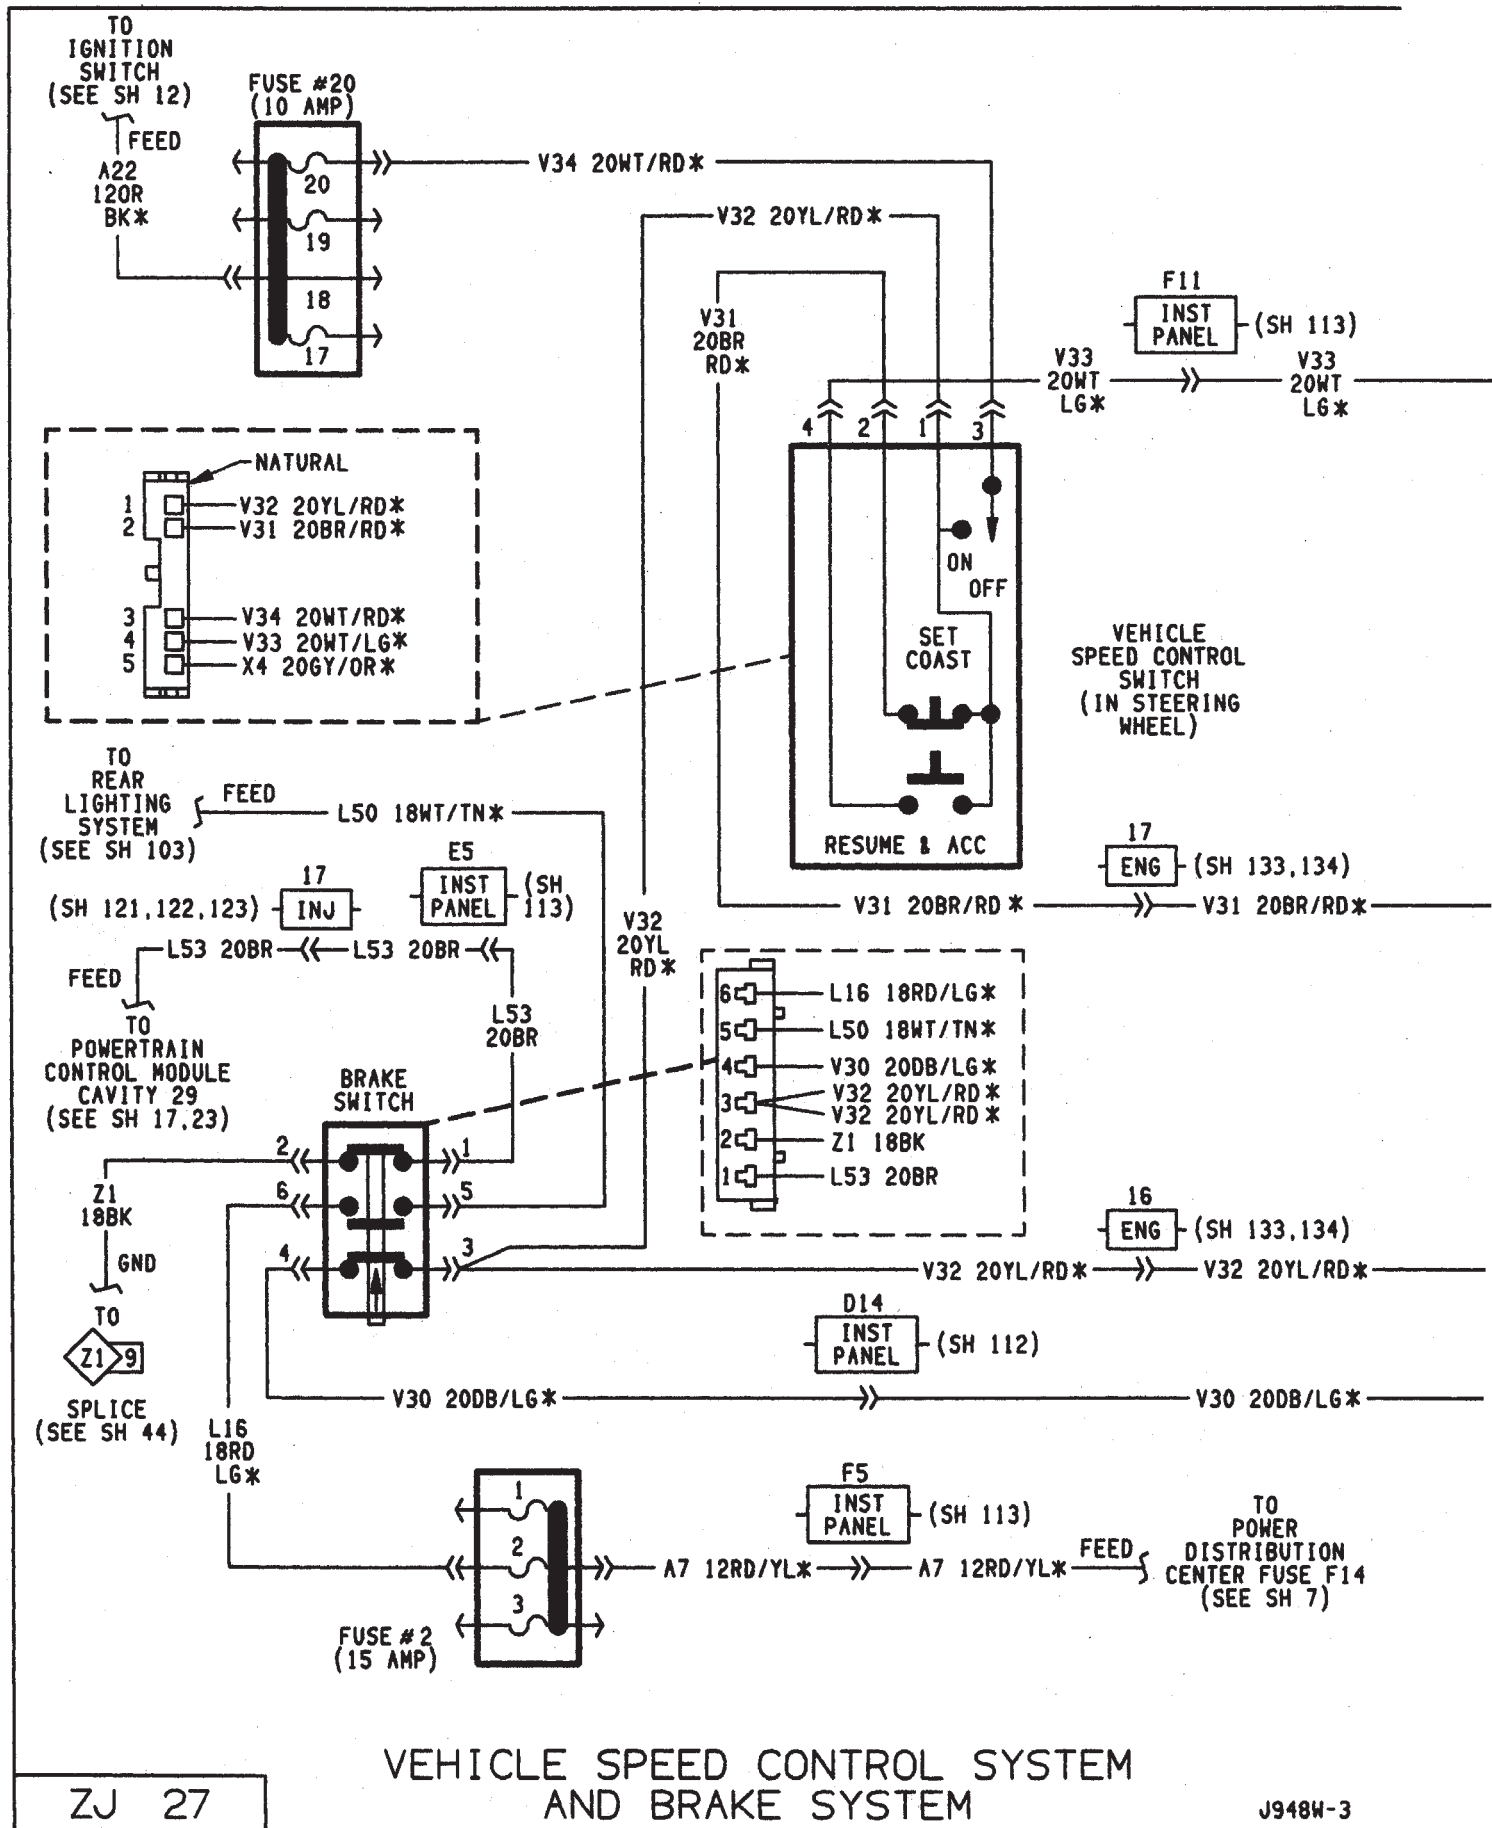 TO
IGNITION
SWITCH
(SEE SH 12)
FEED
A22
12OR
BK*
FUSE #20
(10 AMP)
20
19
18
17
V34 20WT/RD*
V32 20YL/RD*
V31
20BR
RD*
F11
INST
PANEL
(SH 113)
V33
20WT
LG*
V33
20WT
LG*
4
2
1
3
ON
OFF
SET
COAST
RESUME & ACC
VEHICLE
SPEED CONTROL
SWITCH
(IN STEERING
WHEEL)
NATURAL
1 V32 20YL/RD*
2 V31 20BR/RD*
3 V34 20WT/RD*
4 V33 20WT/LG*
5 X4 20GY/OR*
TO
REAR
LIGHTING
SYSTEM
(SEE SH 103)
FEED
L50 18WT/TN*
17
INJ
(SH 121,122,123)
E5
INST
PANEL
(SH
113)
L53 20BR
L53 20BR
FEED
TO
POWERTRAIN
CONTROL MODULE
CAVITY 29
(SEE SH 17,23)
L53
20BR
V32
20YL
RD*
17
ENG
(SH 133,134)
V31 20BR/RD*
V31 20BR/RD*
6 L16 18RD/LG*
5 L50 18WT/TN*
4 V30 20DB/LG*
3 V32 20YL/RD*
V32 20YL/RD*
2 Z1 18BK
1 L53 20BR
BRAKE
SWITCH
2
1
6
5
4
3
Z1
18BK
GND
TO
Z1 9
SPLICE
(SEE SH 44)
16
ENG
(SH 133,134)
V32 20YL/RD*
V32 20YL/RD*
D14
INST
PANEL
(SH 112)
V30 20DB/LG*
V30 20DB/LG*
L16
18RD
LG*
1
2
3
FUSE #2
(15 AMP)
F5
INST
PANEL
(SH 113)
A7 12RD/YL*
A7 12RD/YL*
FEED
TO
POWER
DISTRIBUTION
CENTER FUSE F14
(SEE SH 7)
VEHICLE SPEED CONTROL SYSTEM
AND BRAKE SYSTEM
ZJ 27
J948W-3